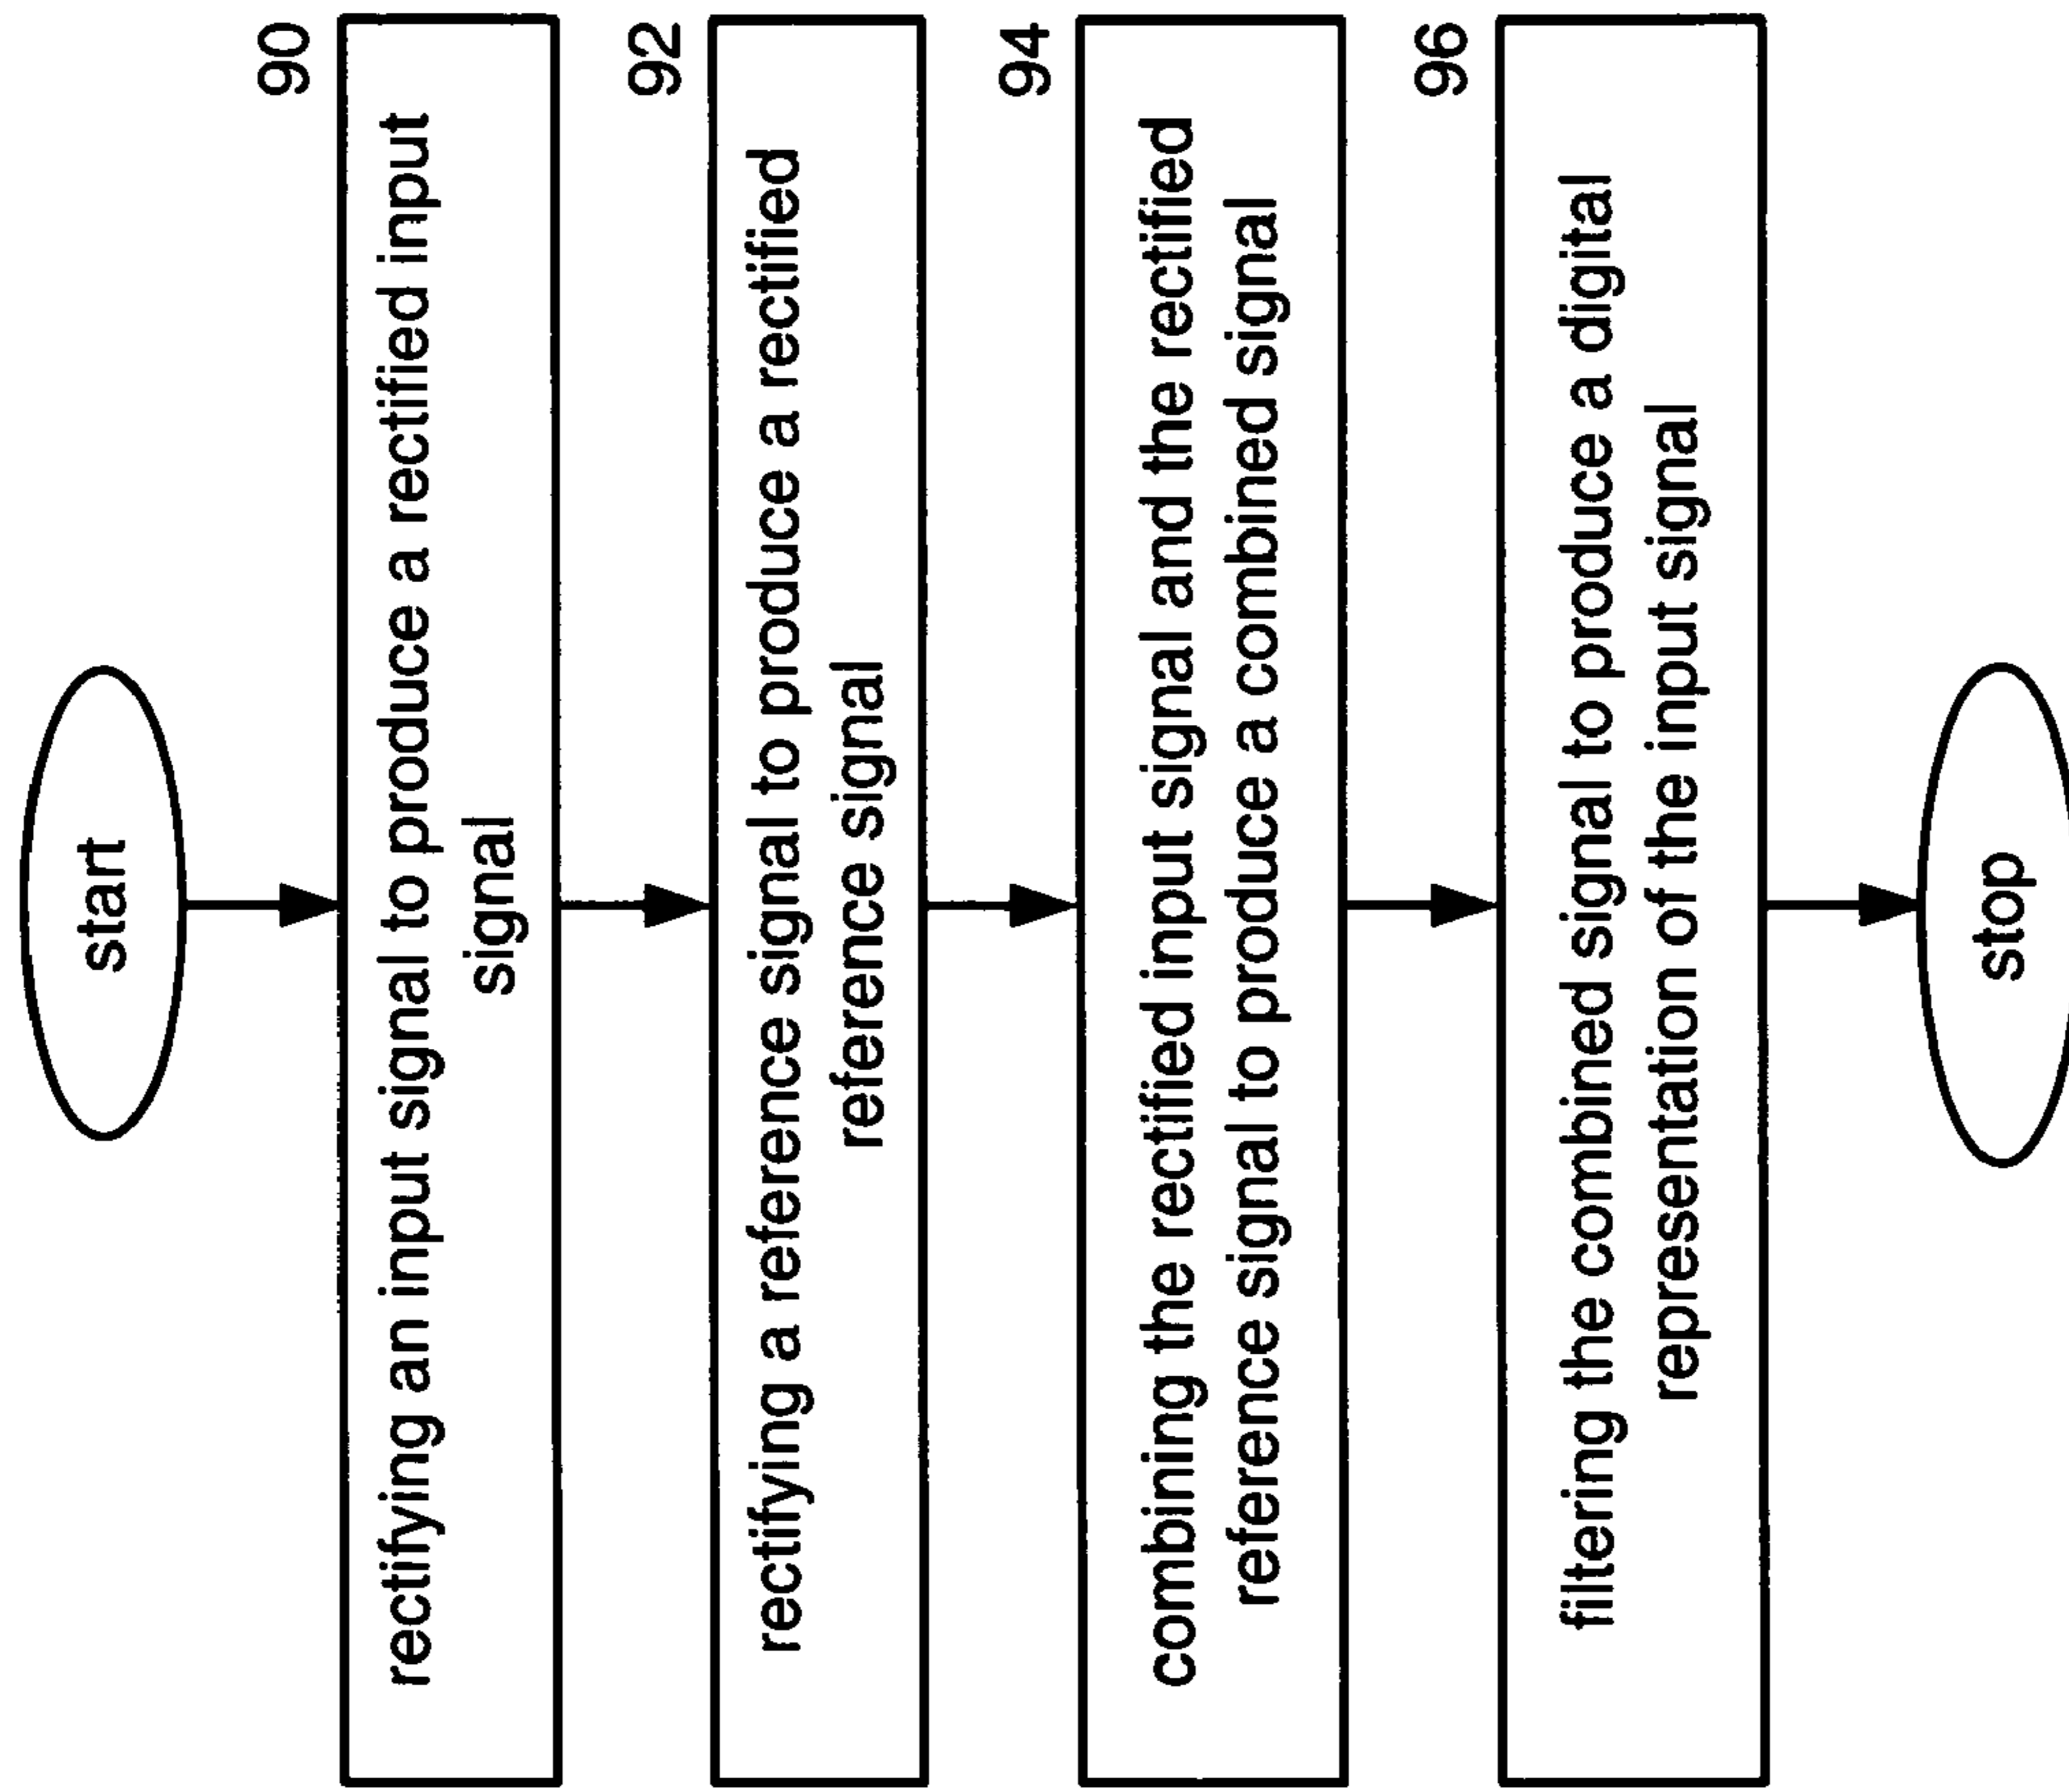 start
90
rectifying an input signal to produce a rectified input
signal
92
rectifying a reference signal to produce a rectified
reference signal
94
combining the rectified input signal and the rectified
reference signal to produce a combined signal
96
filtering the combined signal to produce a digital
representation of the input signal
stop